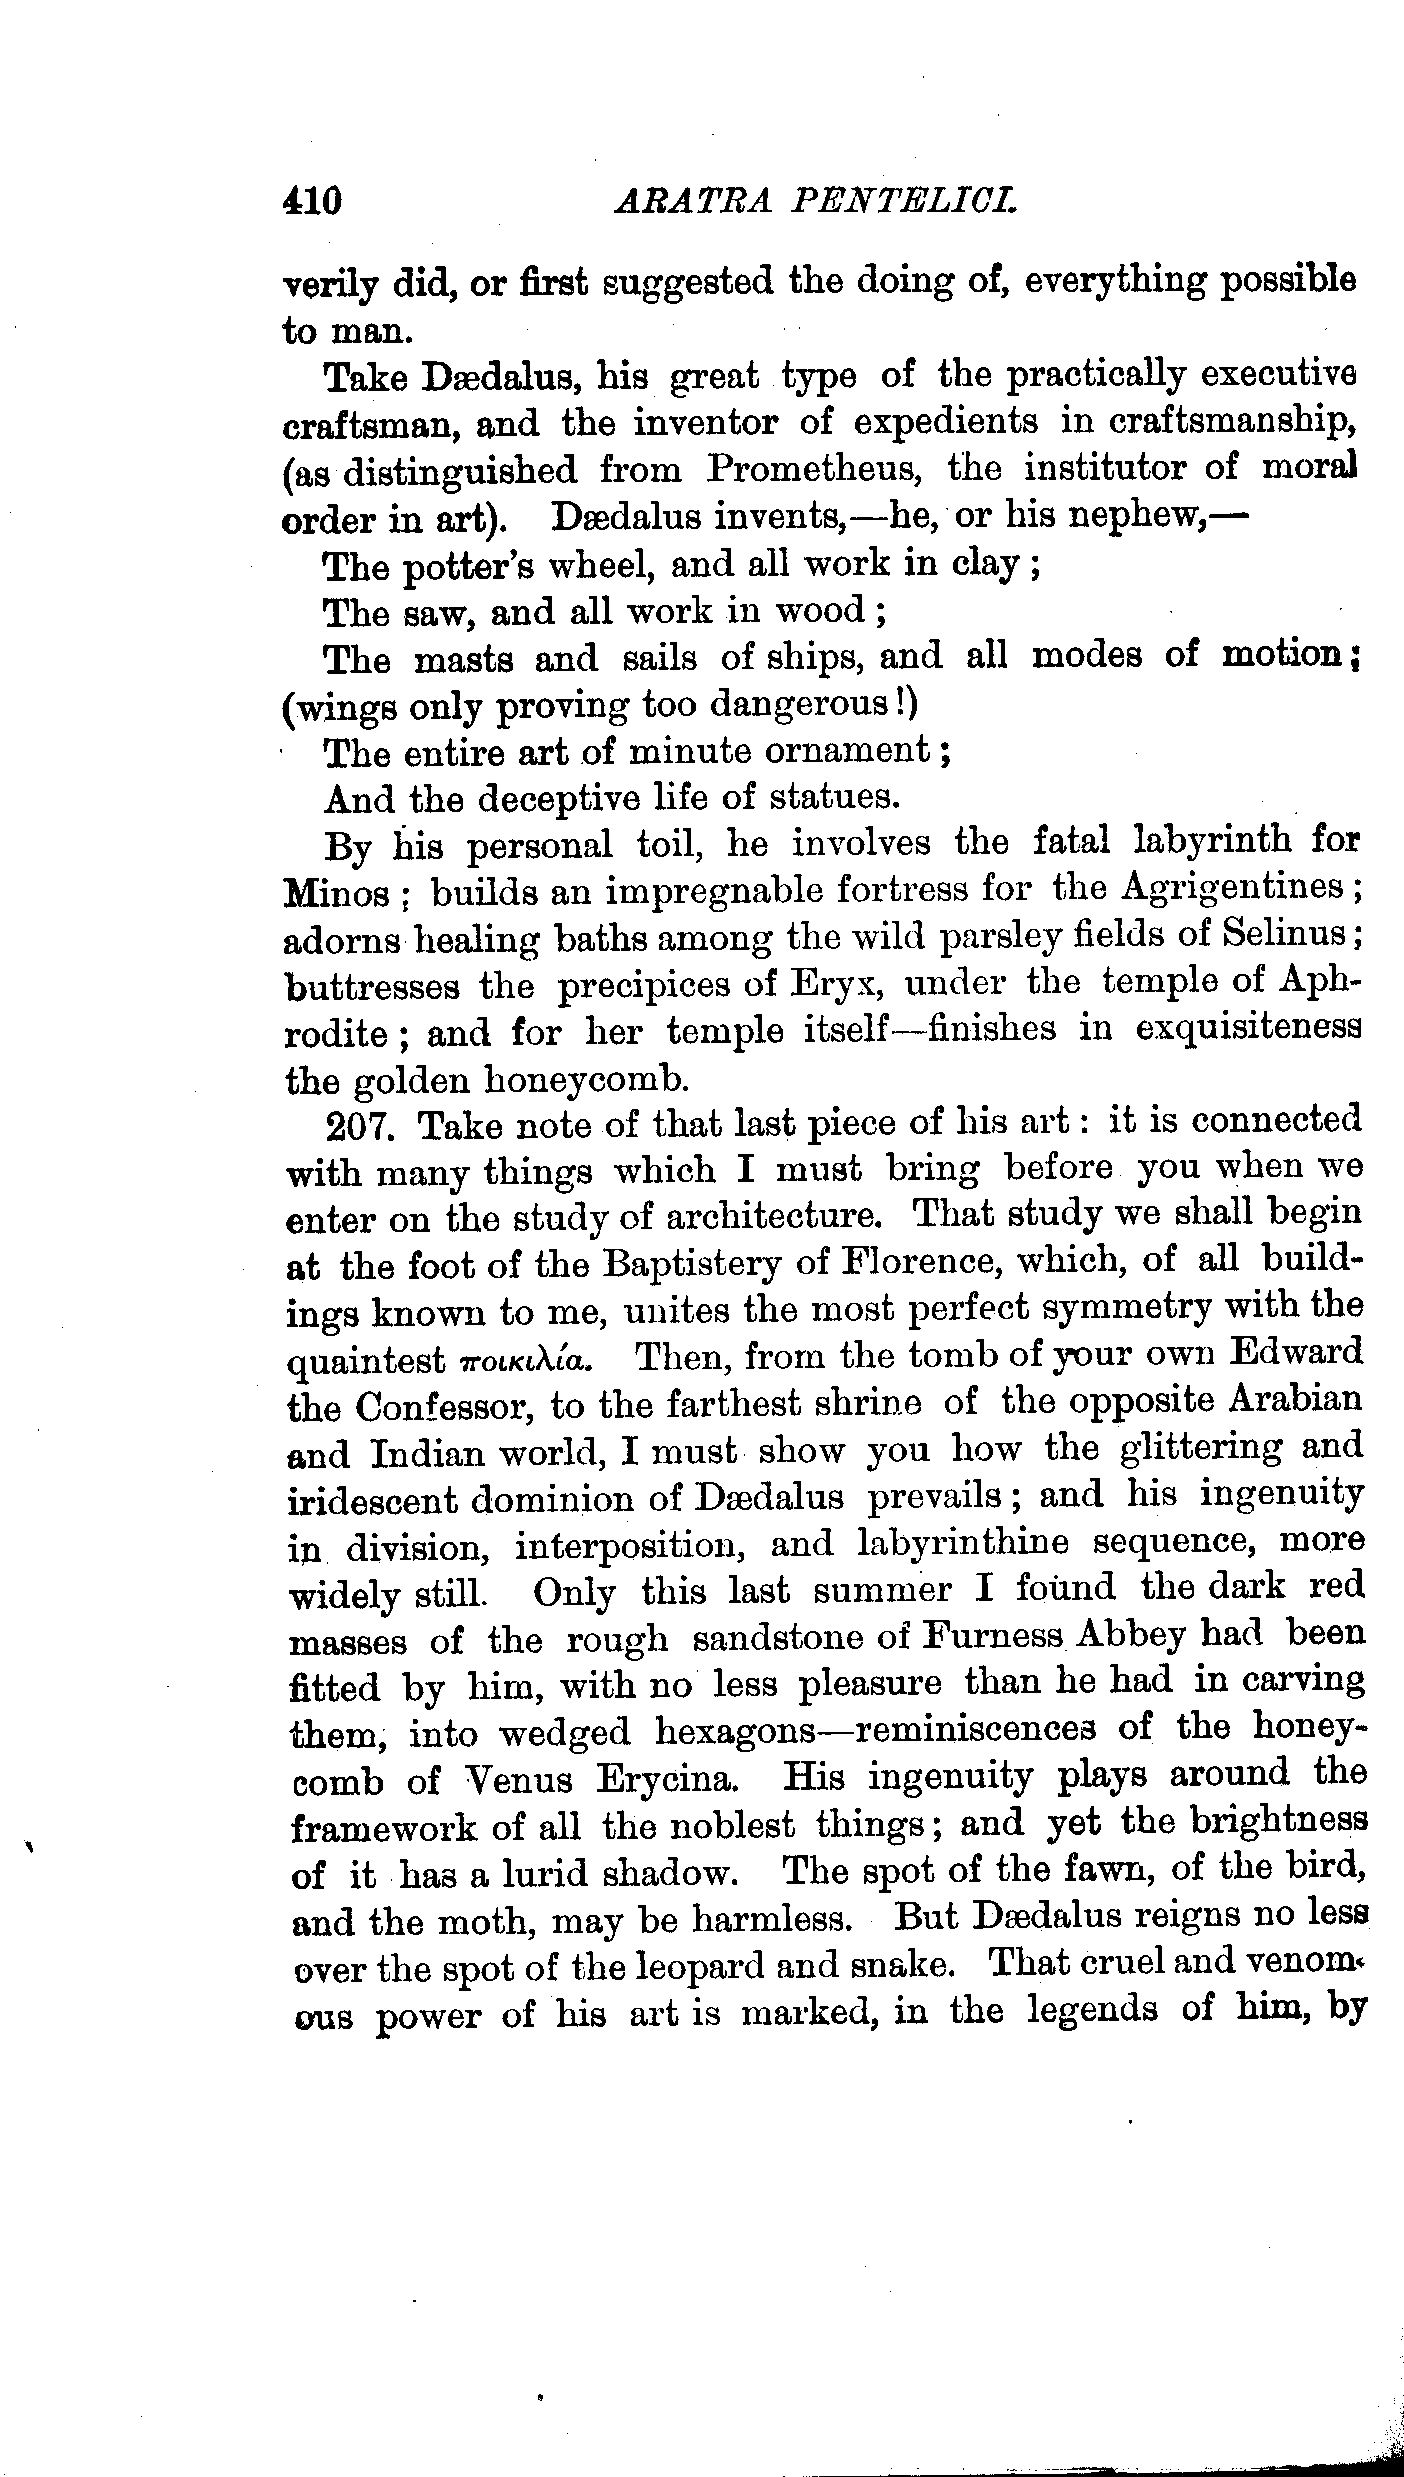 410 ARATRA PENTELICI.
verily did, or first suggested the doing of, everything possible
to man.
Take Dædalus, his great type of the practically executive
craftsman, and the inventor of expedients in craftsmanship,
(as distinguished from Prometheus, the institutor of moral
order in art). Dædalus invents,—he, or his nephew,—
The potter's wheel, and all work in clay ;
The saw, and all work in wood ;
The masts and sails of ships, and all modes of motion ;
(wings only proving too dangerous !)
The entire art of minute ornament ;
And the deceptive life of statues.
By his personal toil, he involves the fatal labyrinth for
Minos ; builds an impregnable fortress for the Agrigentines ;
adorns healing baths among the wild parsley fields of Selinus ;
buttresses the precipices of Eryx, under the temple of Aph-
rodite ; and for her temple itself—finishes in exquisiteness
the golden honeycomb.
207. Take note of that last piece of his art : it is connected
with many things which I must bring before you when we
enter on the study of architecture. That study we shall begin
at the foot of the Baptistery of Florence, which, of all build-
ings known to me, unites the most perfect symmetry with the
quaintest ποικιλία. Then, from the tomb of your own Edward
the Confessor, to the farthest shrine of the opposite Arabian
and Indian world, I must show you how the glittering and
iridescent dominion of Dædalus prevails ; and his ingenuity
in division, interposition, and labyrinthine sequence, more
widely still. Only this last summer I found the dark red
masses of the rough sandstone of Furness Abbey had been
fitted by him, with no less pleasure than he had in carving
them, into wedged hexagons—reminiscences of the honey-
comb of Venus Erycina. His ingenuity plays around the
framework of all the noblest things ; and yet the brightness
of it has a lurid shadow. The spot of the fawn, of the bird,
and the moth, may be harmless. But Dædalus reigns no less
over the spot of the leopard and snake. That cruel and venom-
ous power of his art is marked, in the legends of him, by